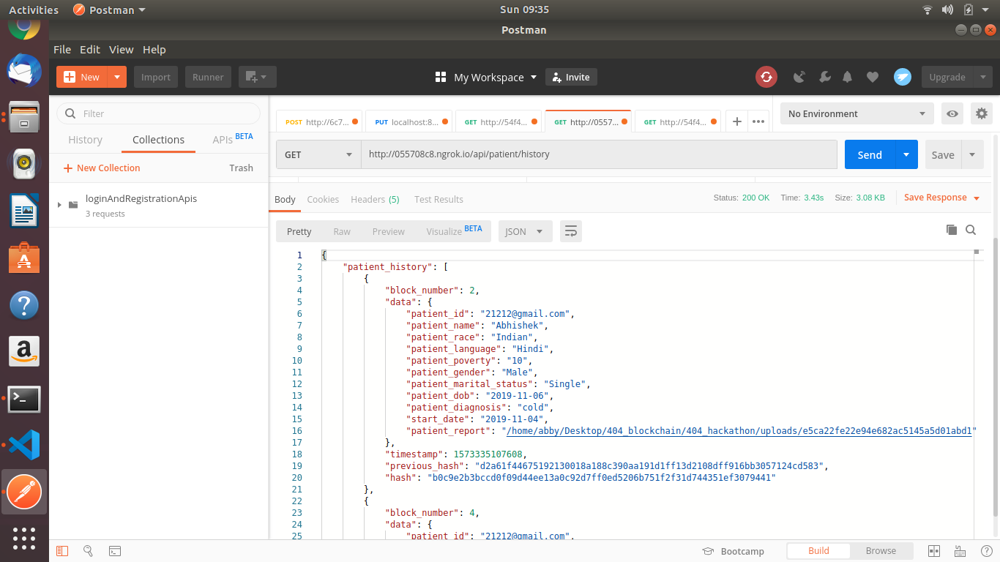 Activities Postman Sun 09:35
Postman
File Edit View Help
New Import Runner My Workspace Invite Upgrade
Filter
History Collections APIs BETA
New Collection Trash
loginAndRegistrationApis
3 requests
POST http://6c7... PUT localhost:8... GET http://54f4... GET http://0557... GET http://54f4... No Environment
GET http://055708c8.ngrok.io/api/patient/history Send Save
Body Cookies Headers (5) Test Results Status: 200 OK Time: 3.43s Size: 3.08 KB Save Response
Pretty Raw Preview Visualize BETA JSON
1 {
2 "patient_history": [
3 {
4 "block_number": 2,
5 "data": {
6 "patient_id": "21212@gmail.com",
7 "patient_name": "Abhishek",
8 "patient_race": "Indian",
9 "patient_language": "Hindi",
10 "patient_poverty": "10",
11 "patient_gender": "Male",
12 "patient_marital_status": "Single",
13 "patient_dob": "2019-11-06",
14 "patient_diagnosis": "cold",
15 "start_date": "2019-11-04",
16 "patient_report": "/home/abby/Desktop/404_blockchain/404_hackathon/uploads/e5ca22fe22e94e682ac5145a5d01abd1"
17 },
18 "timestamp": 1573335107608,
19 "previous_hash": "d2a61f44675192130018a188c390aa191d1ff13d2108dff916bb3057124cd583",
20 "hash": "b0c9e2b3bccd0f09d44ee13a0c92d7ff0ed5206b751f2f31d744351ef3079441"
21 },
22 {
23 "block_number": 4,
24 "data": {
25 "patient_id": "21212@gmail.com",
Bootcamp Build Browse